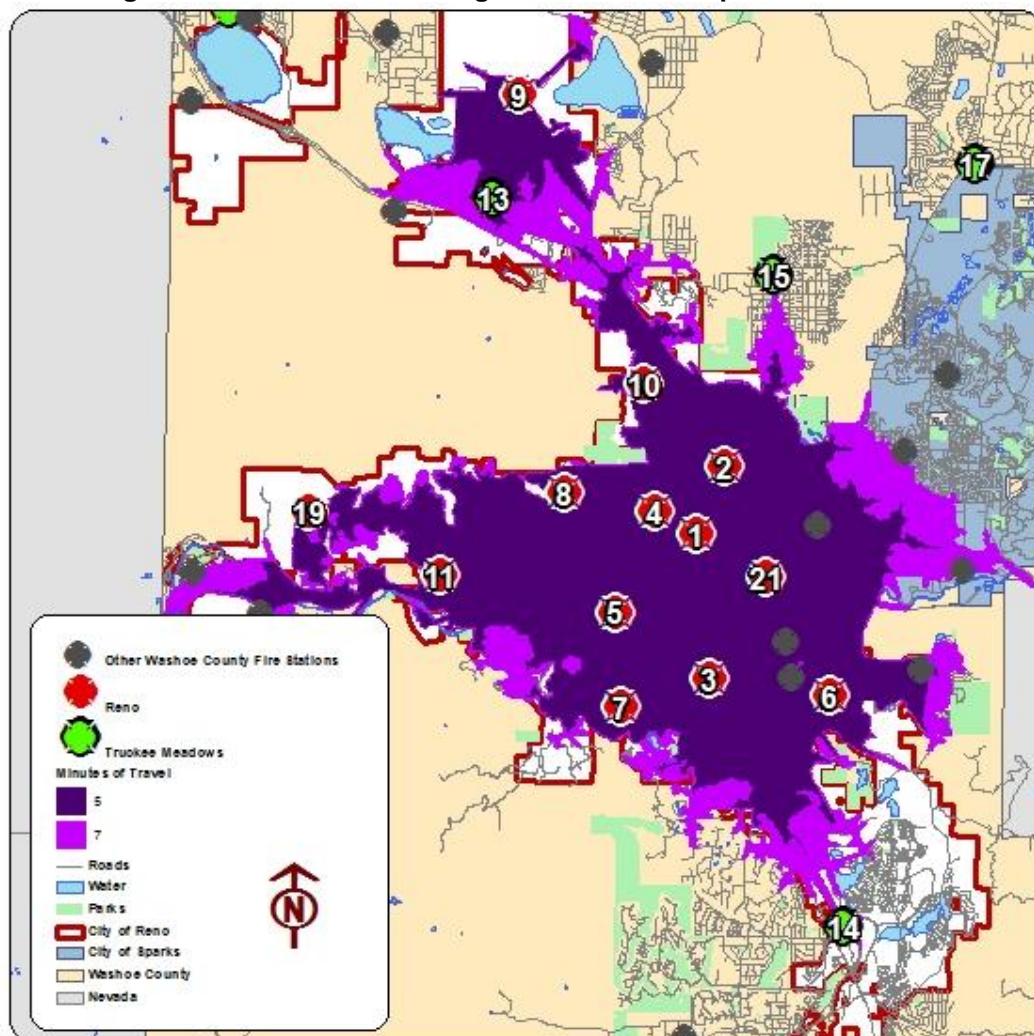 9
13
17
15
10
2
8
4
19
1
11
21
5
3
6
7
14
Other Washoe County Fire Stations
Reno
Truokee Meadows
Minutes of Travel
5
7
Roads
Water
Parks
City of Reno
City of Sparks
Washoe County
Nevada
N